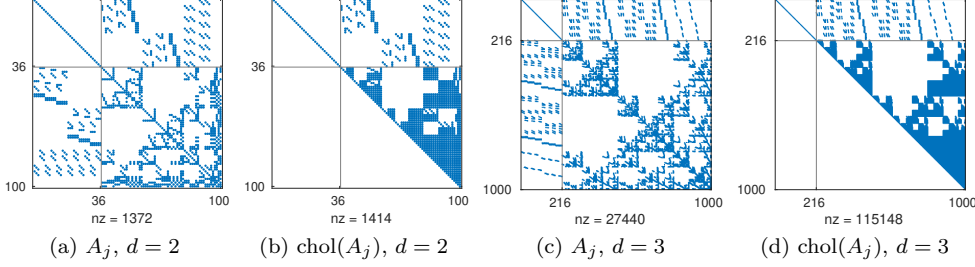 36
100
36
100
nz = 1372
(a) A_j, d = 2
36
100
36
100
nz = 1414
(b) chol(A_j), d = 2
216
1000
216
1000
nz = 27440
(c) A_j, d = 3
216
1000
216
1000
nz = 115148
(d) chol(A_j), d = 3